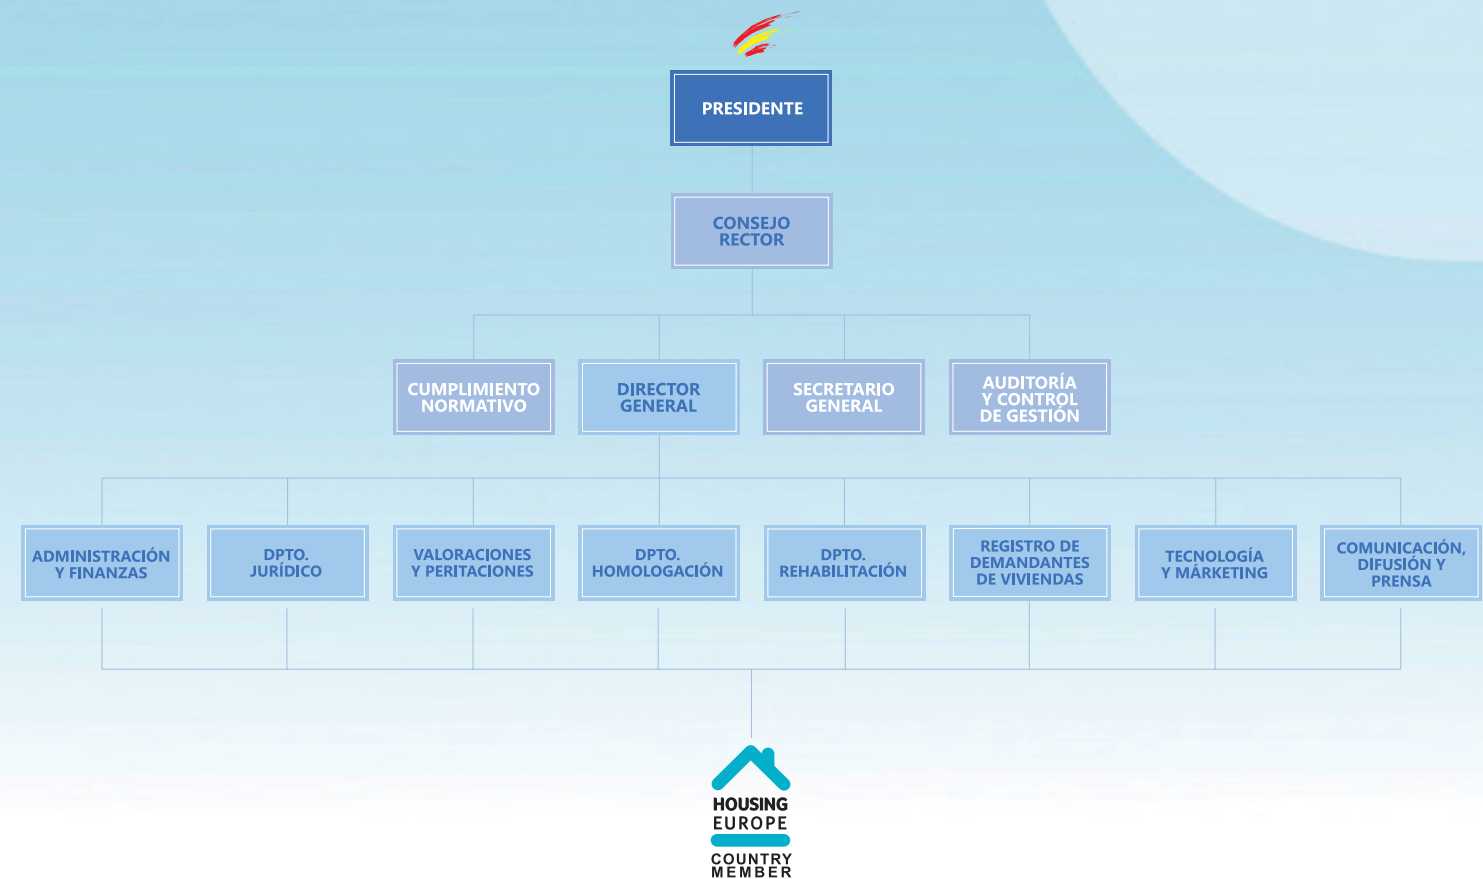 PRESIDENTE
CONSEJO
RECTOR
CUMPLIMIENTO
NORMATIVO
DIRECTOR
GENERAL
SECRETARIO
GENERAL
AUDITORÍA
Y CONTROL
DE GESTIÓN
ADMINISTRACIÓN
Y FINANZAS
DPTO.
JURÍDICO
VALORACIONES
Y PERITACIONES
DPTO.
HOMOLOGACIÓN
DPTO.
REHABILITACIÓN
REGISTRO DE
DEMANDANTES
DE VIVIENDAS
TECNOLOGÍA
Y MÁRKETING
COMUNICACIÓN,
DIFUSIÓN Y
PRENSA
HOUSING
EUROPE
COUNTRY
MEMBER